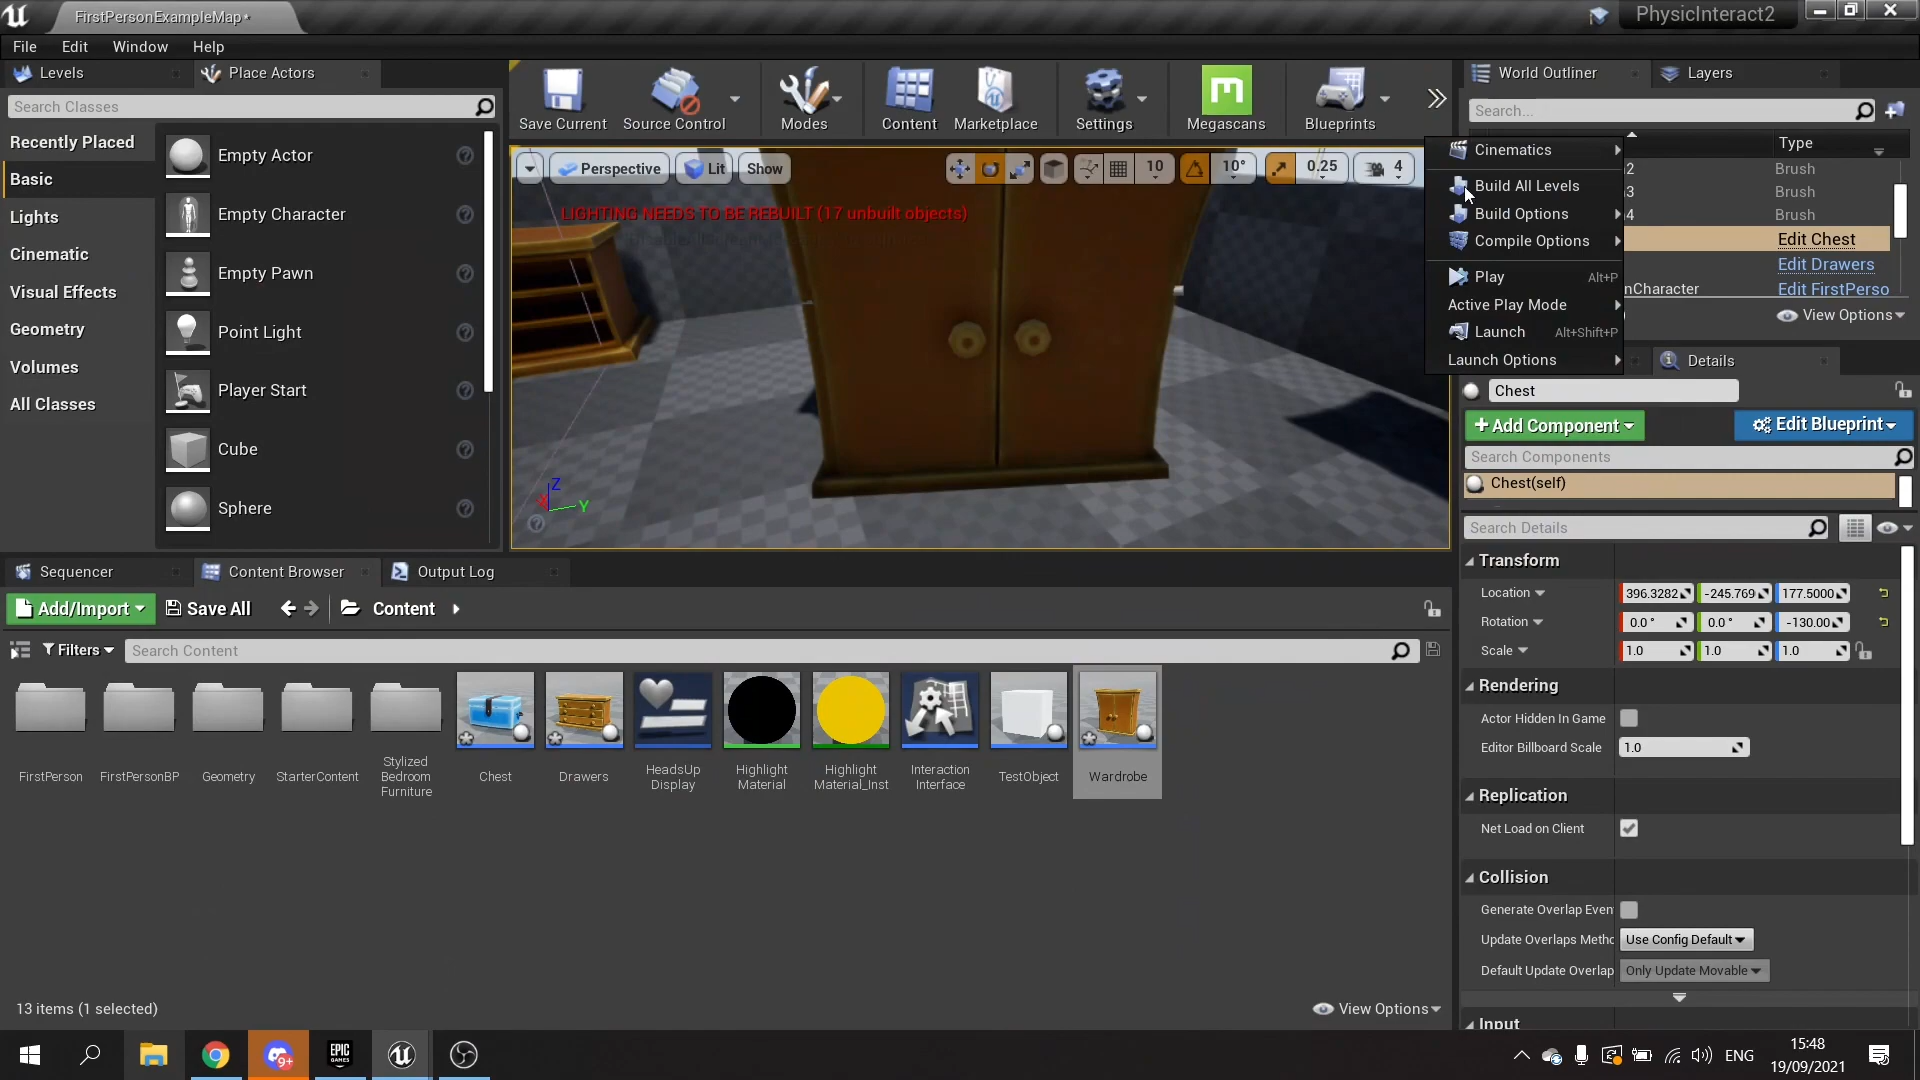 FirstPersonExampleMap*
PhysicInteract2
File Edit Window Help
Levels
Place Actors
Search Classes
Recently Placed
Basic
Lights
Cinematic
Visual Effects
Geometry
Volumes
All Classes
Empty Actor
Empty Character
Empty Pawn
Point Light
Player Start
Cube
Sphere
Save Current
Source Control
Modes
Content
Marketplace
Settings
Megascans
Blueprints
Perspective
Lit
Show
10
10°
0.25
4
LIGHTING NEEDS TO BE REBUILT (17 unbuilt objects)
Z
Y
Cinematics
Build All Levels
Build Options
Compile Options
Play Alt+P
Active Play Mode
Launch Alt+Shift+P
Launch Options
World Outliner
Layers
Search...
Type
2 Brush
3 Brush
4 Brush
Edit Chest
Edit Drawers
nCharacter Edit FirstPerso
View Options
Details
Chest
+ Add Component
Edit Blueprint
Search Components
Chest(self)
Search Details
Transform
Location 396.3282 -245.769 177.5000
Rotation 0.0 ° 0.0 ° -130.00
Scale 1.0 1.0 1.0
Rendering
Actor Hidden In Game
Editor Billboard Scale 1.0
Replication
Net Load on Client
Collision
Generate Overlap Even
Update Overlaps Metho Use Config Default
Default Update Overlap Only Update Movable
Input
Sequencer
Content Browser
Output Log
Add/Import
Save All
Content
Filters
Search Content
FirstPerson
FirstPersonBP
Geometry
StarterContent
Stylized
Bedroom
Furniture
Chest
Drawers
HeadsUp
Display
Highlight
Material
Highlight
Material_Inst
Interaction
Interface
TestObject
Wardrobe
13 items (1 selected)
View Options
9+
EPIC
GAMES
ENG
15:48
19/09/2021